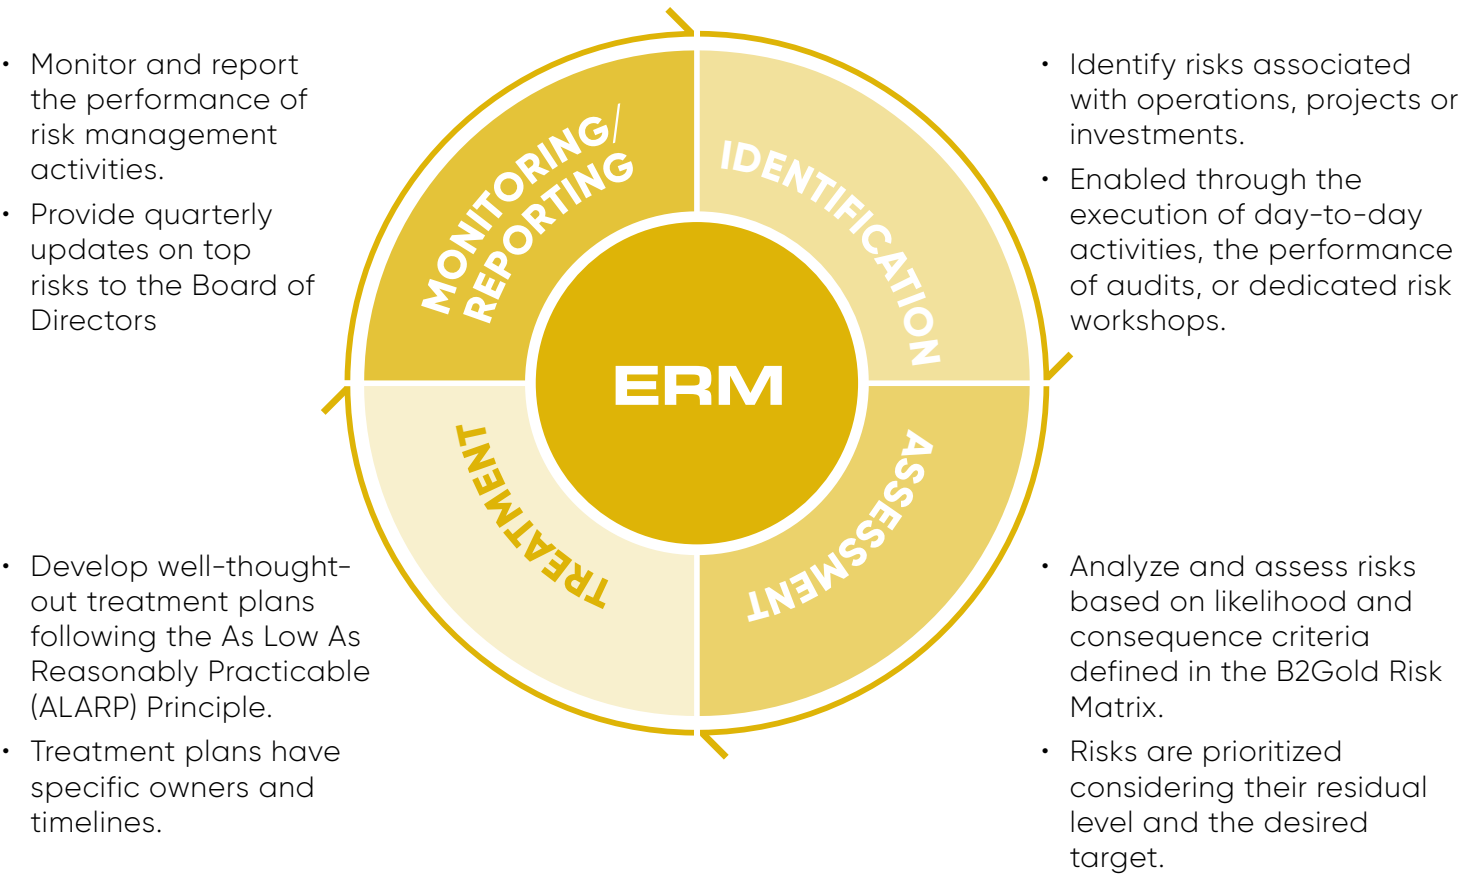 • Monitor and report
the performance of
risk management
activities.
• Provide quarterly
updates on top
risks to the Board of
Directors
MONITORING/
REPORTING
IDENTIFICATION
• Identify risks associated
with operations, projects or
investments.
• Enabled through the
execution of day-to-day
activities, the performance
of audits, or dedicated risk
workshops.
ERM
TREATMENT
ASSESSMENT
• Develop well-thought-
out treatment plans
following the As Low As
Reasonably Practicable
(ALARP) Principle.
• Treatment plans have
specific owners and
timelines.
• Analyze and assess risks
based on likelihood and
consequence criteria
defined in the B2Gold Risk
Matrix.
• Risks are prioritized
considering their residual
level and the desired
target.